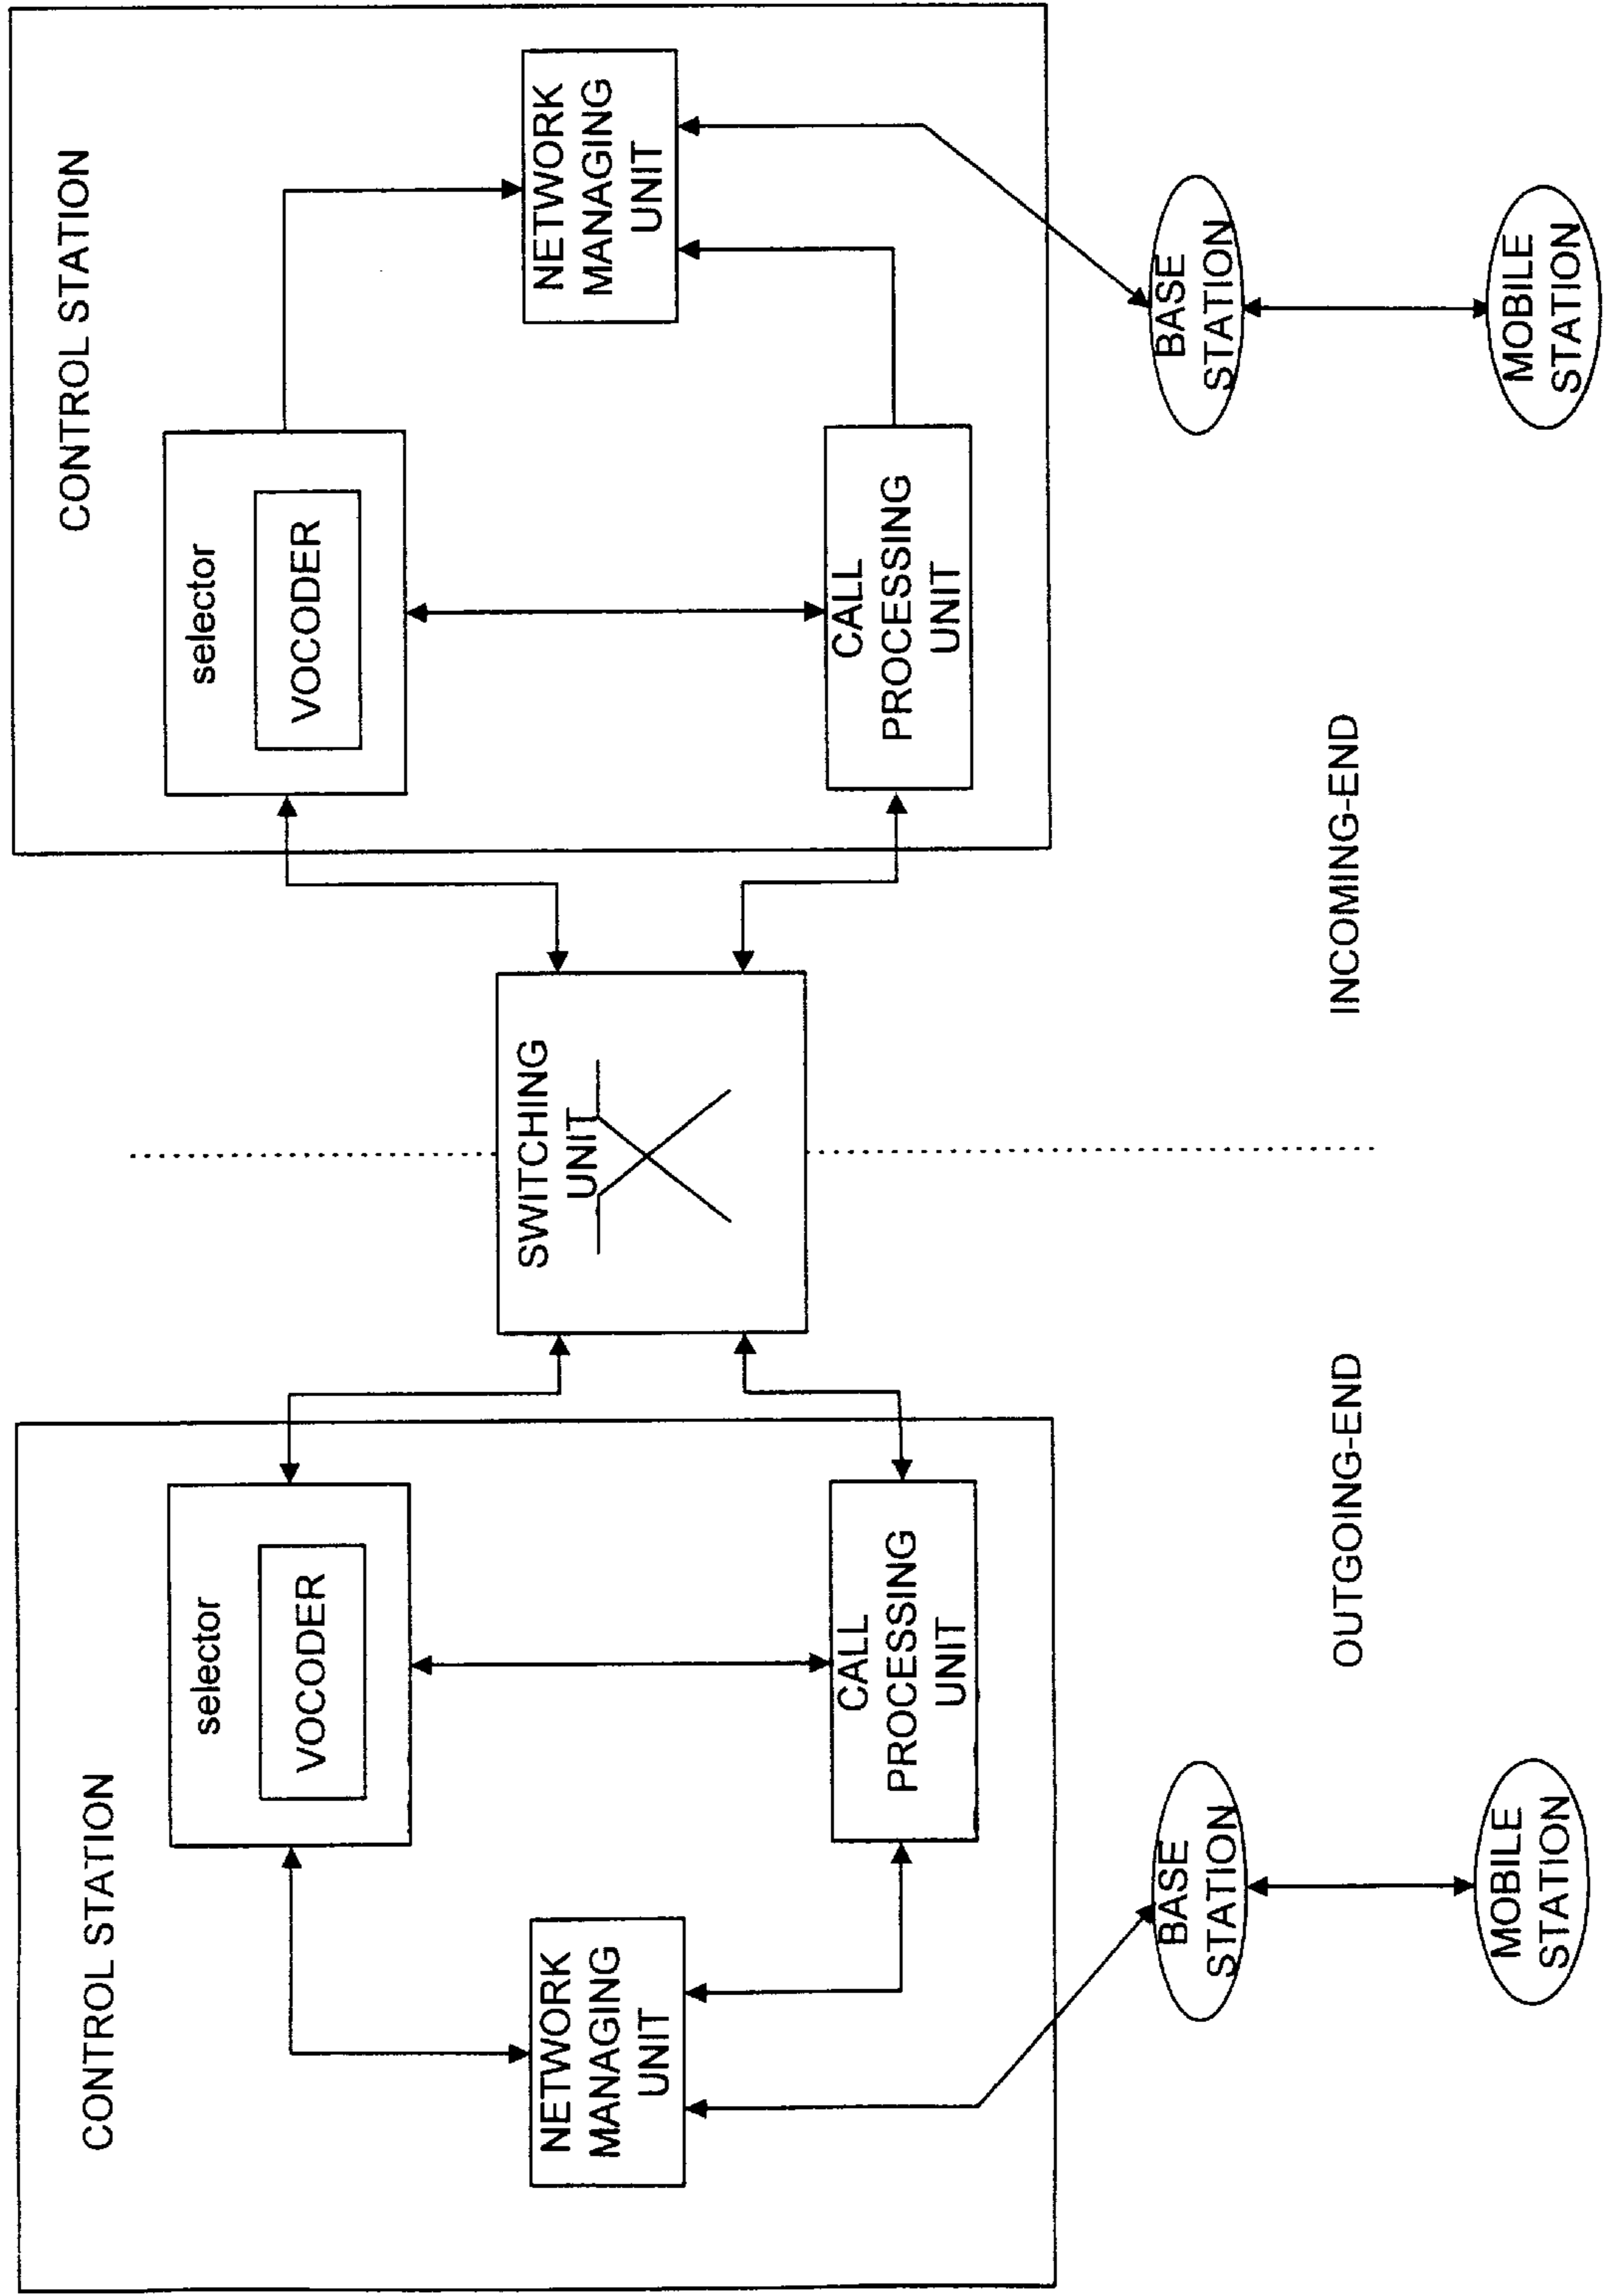 CONTROL STATION
selector
VOCODER
NETWORK
MANAGING
UNIT
CALL
PROCESSING
UNIT
BASE
STATION
MOBILE
STATION
OUTGOING-END
SWITCHING
UNIT
CONTROL STATION
selector
VOCODER
NETWORK
MANAGING
UNIT
CALL
PROCESSING
UNIT
BASE
STATION
MOBILE
STATION
INCOMING-END